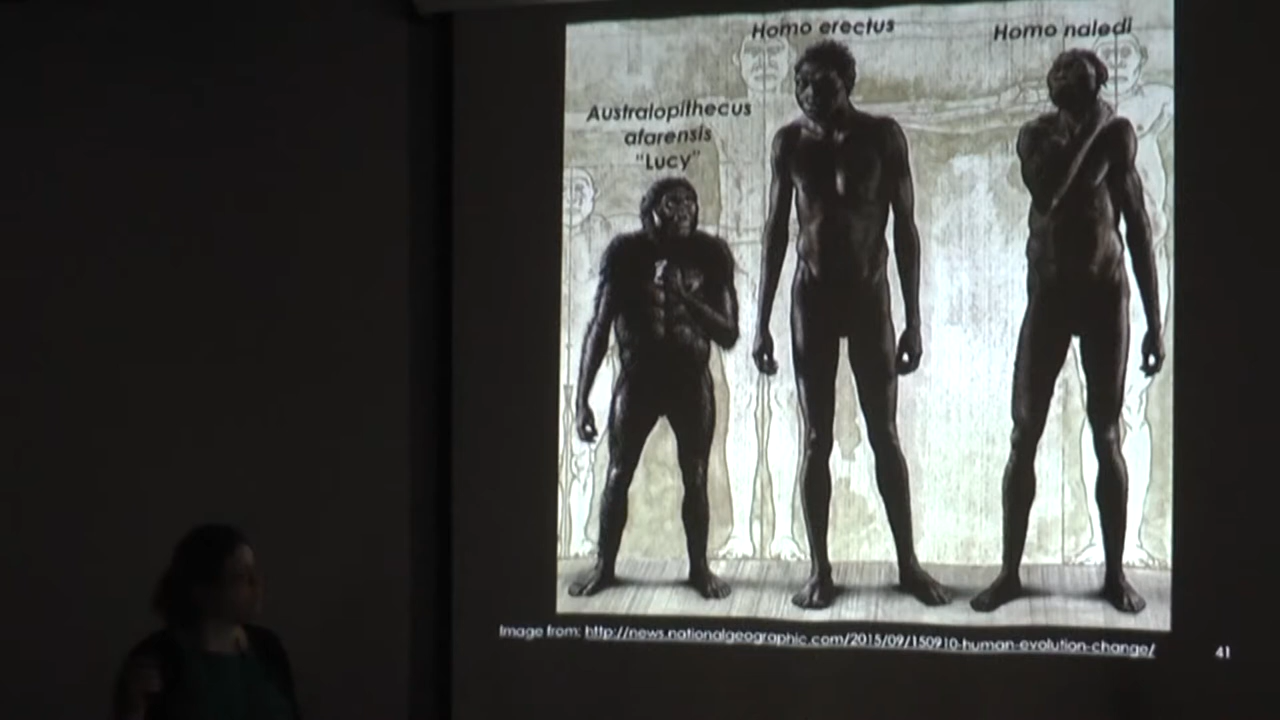 Homo erectus
Homo naledi
Australopithecus
afarensis
"Lucy"
Image from: http://news.nationalgeographic.com/2015/09/150910-human-evolution-change/
41